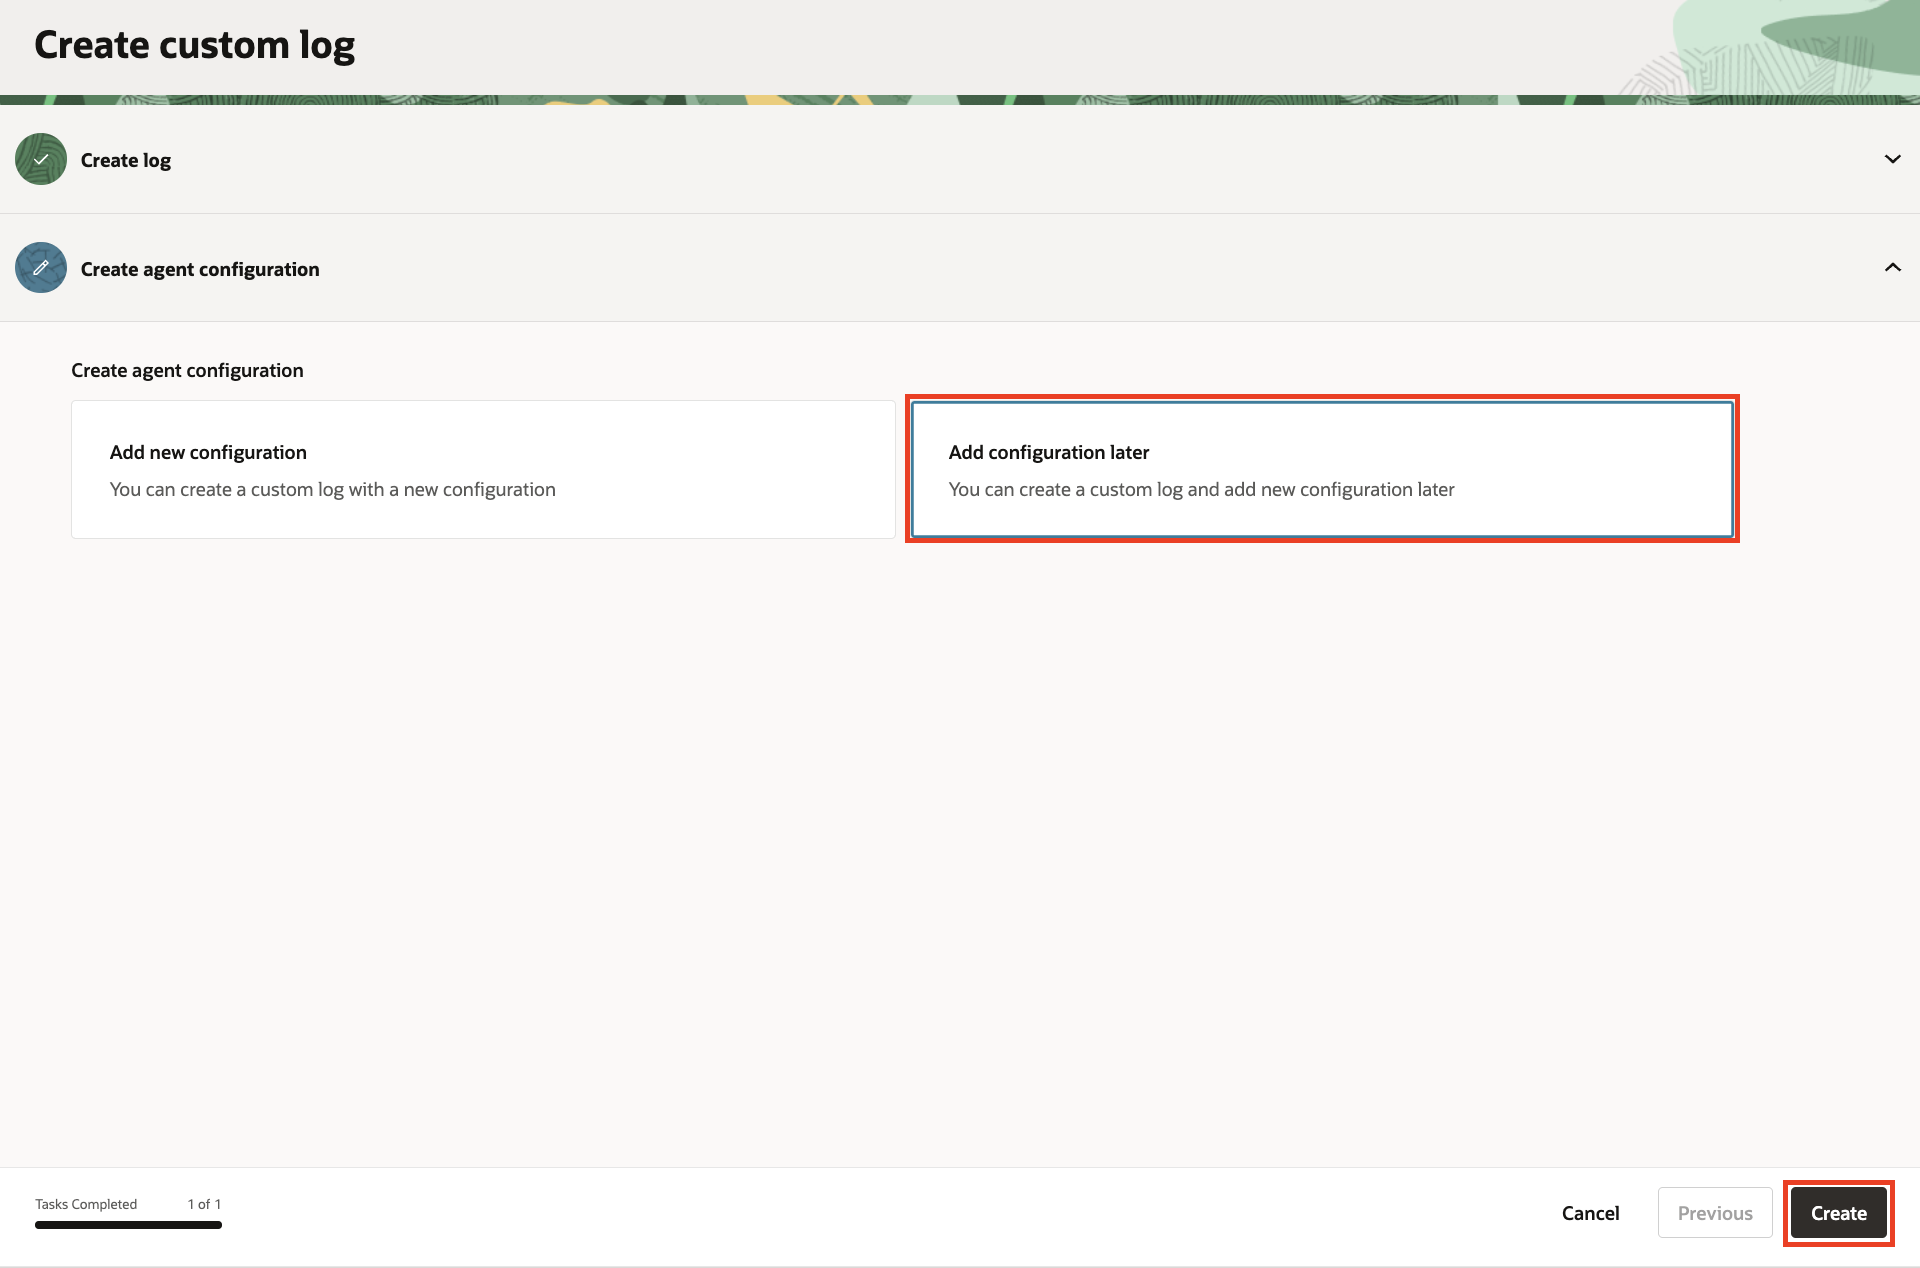 Create custom log
Create log
Create agent configuration
Create agent configuration
Add new configuration
You can create a custom log with a new configuration
Add configuration later
You can create a custom log and add new configuration later
Tasks Completed 1 of 1
Cancel
Previous
Create